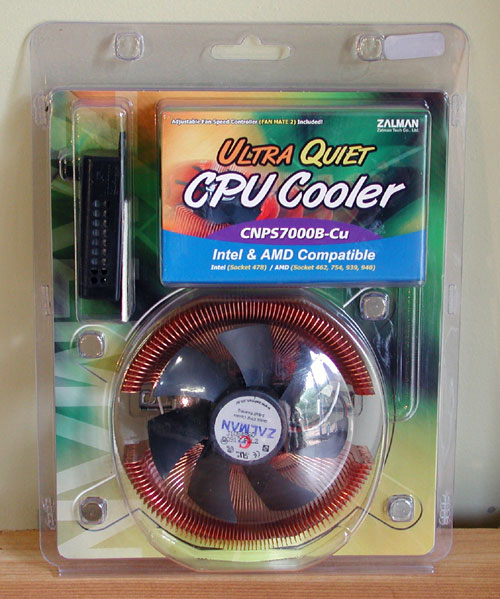 Adjustable Fan Speed Controller (FAN MATE 2) Included!
ZALMAN
Zalman Tech Co., Ltd.
ULTRA QUIET
CPU Cooler
CNPS7000B-Cu
Intel & AMD Compatible
Intel (Socket 478) / AMD (Socket 462, 754, 939, 940)
ZALMAN